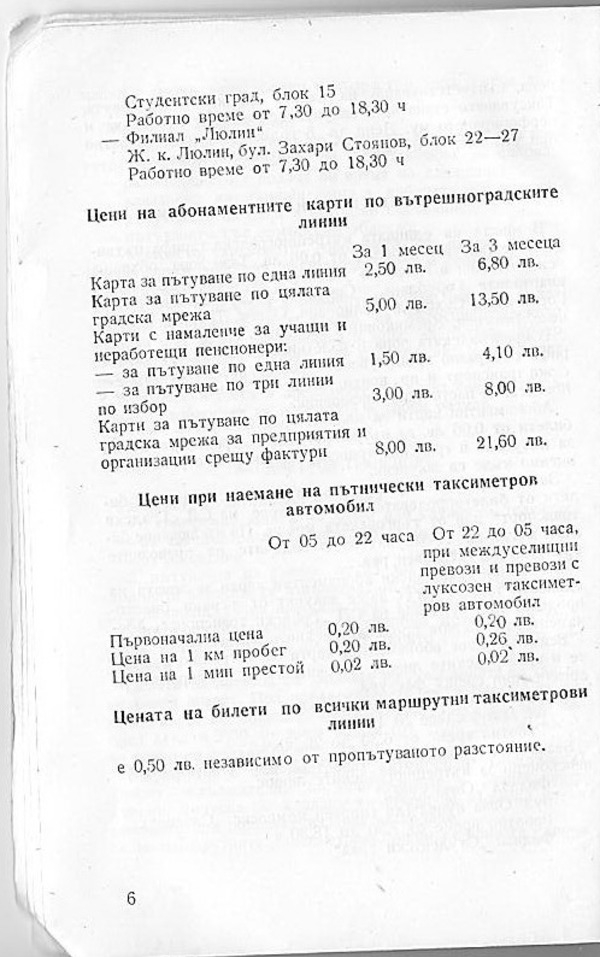 Студентски град, блок 15
Работно време от 7,30 до 18,30 ч
— Филиал „Люлин“
Ж. к. Люлин, бул. Захари Стоянов, блок 22—27
Работно време от 7,30 до 18,30 ч
Цени на абонаментните карти по вътрешноградските
линии
За 1 месец За 3 месеца
Карта за пътуване по една линия 2,50 лв. 6,80 лв.
Карта за пътуване по цялата
градска мрежа 5,00 лв. 13,50 лв.
Карти с намаление за учащи и
неработещи пенсионери:
— за пътуване по една линия 1,50 лв. 4,10 лв.
— за пътуване по три линии
по избор 3,00 лв. 8,00 лв.
Карти за пътуване по цялата
градска мрежа за предприятия и
организации срещу фактури 8,00 лв. 21,60 лв.
Цени при наемане на пътнически таксиметров
автомобил
От 05 до 22 часа От 22 до 05 часа,
при междуселищни
превози и превози с
луксозен таксимет-
ров автомобил
Първоначална цена 0,20 лв. 0,20 лв.
Цена на 1 км пробег 0,20 лв. 0,26 лв.
Цена на 1 мин престой 0,02 лв. 0,02 лв.
Цената на билети по всички маршрутни таксиметрови
линии
е 0,50 лв. независимо от пропътуваното разстояние.
6